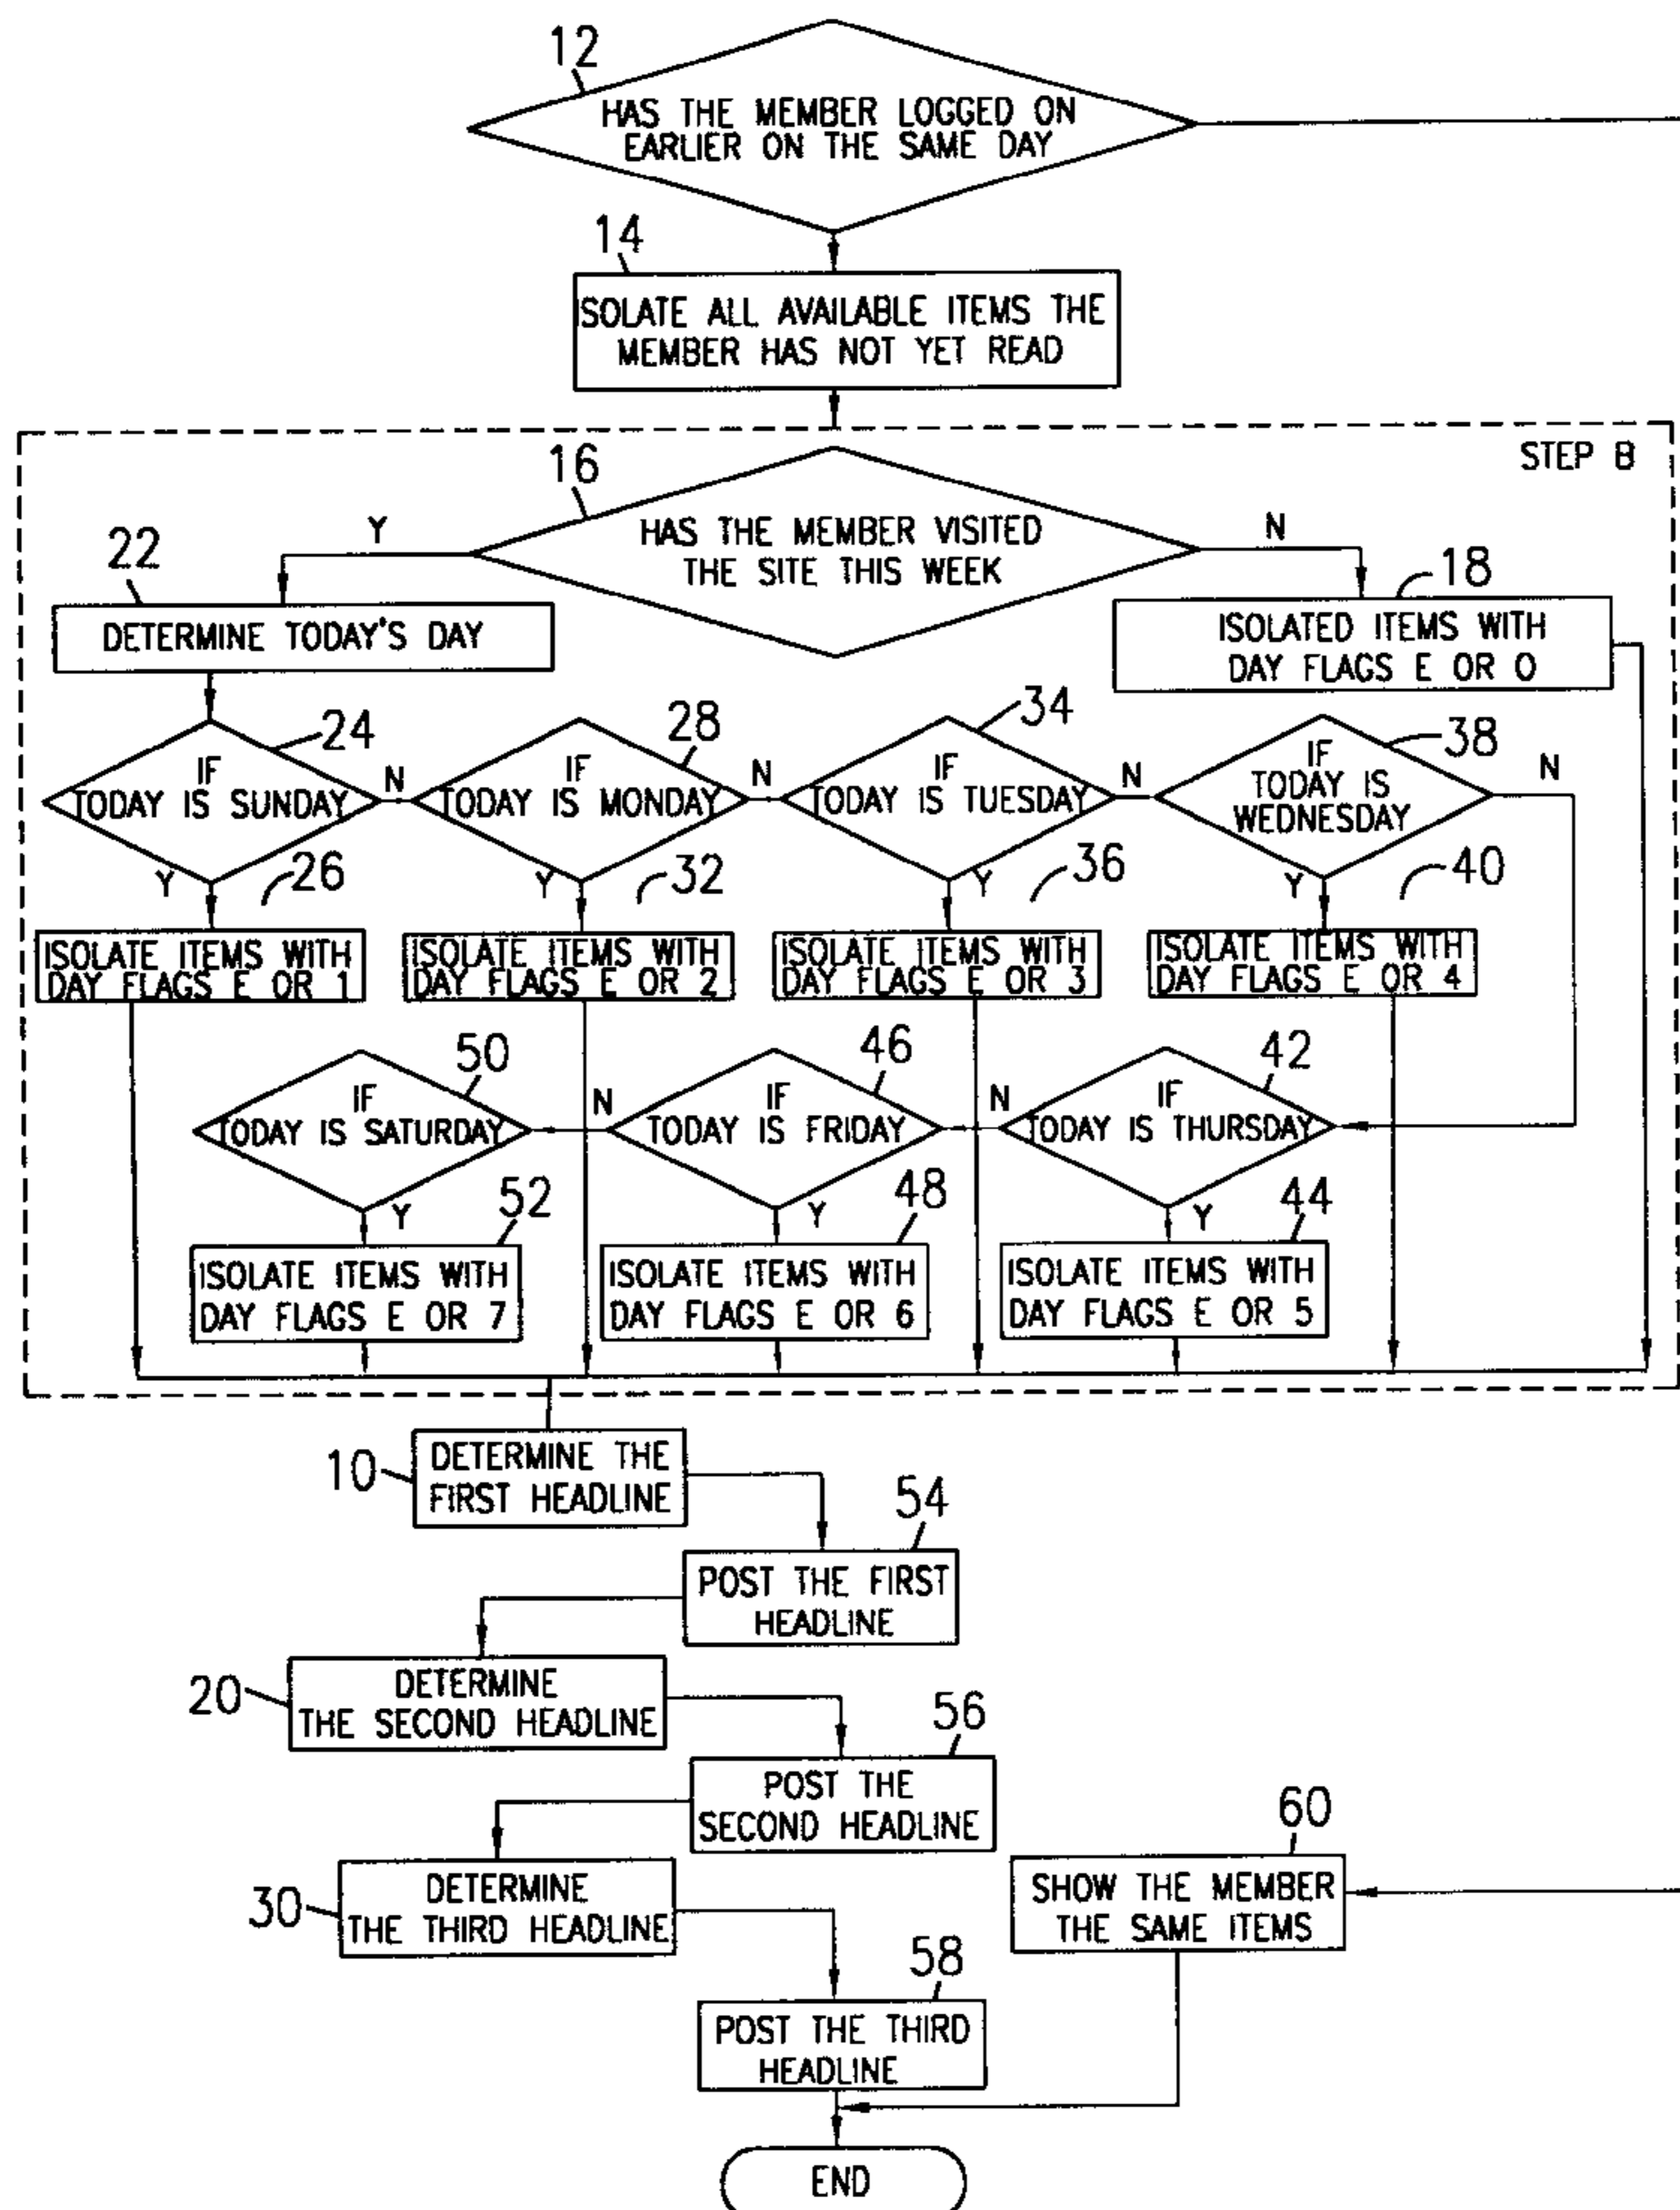 12
HAS THE MEMBER LOGGED ON
EARLIER ON THE SAME DAY
14
ISOLATE ALL AVAILABLE ITEMS THE
MEMBER HAS NOT YET READ
STEP B
16
HAS THE MEMBER VISITED
THE SITE THIS WEEK
Y
N
22
DETERMINE TODAY'S DAY
18
ISOLATED ITEMS WITH
DAY FLAGS E OR 0
24
IF
TODAY IS SUNDAY
N
28
IF
TODAY IS MONDAY
N
34
IF
TODAY IS TUESDAY
N
38
IF
TODAY IS
WEDNESDAY
N
Y
26
ISOLATE ITEMS WITH
DAY FLAGS E OR 1
Y
32
ISOLATE ITEMS WITH
DAY FLAGS E OR 2
Y
36
ISOLATE ITEMS WITH
DAY FLAGS E OR 3
Y
40
ISOLATE ITEMS WITH
DAY FLAGS E OR 4
50
IF
TODAY IS SATURDAY
N
46
IF
TODAY IS FRIDAY
N
42
IF
TODAY IS THURSDAY
Y
52
ISOLATE ITEMS WITH
DAY FLAGS E OR 7
Y
48
ISOLATE ITEMS WITH
DAY FLAGS E OR 6
Y
44
ISOLATE ITEMS WITH
DAY FLAGS E OR 5
10
DETERMINE THE
FIRST HEADLINE
54
POST THE FIRST
HEADLINE
20
DETERMINE
THE SECOND HEADLINE
56
POST THE
SECOND HEADLINE
30
DETERMINE
THE THIRD HEADLINE
60
SHOW THE MEMBER
THE SAME ITEMS
58
POST THE THIRD
HEADLINE
END